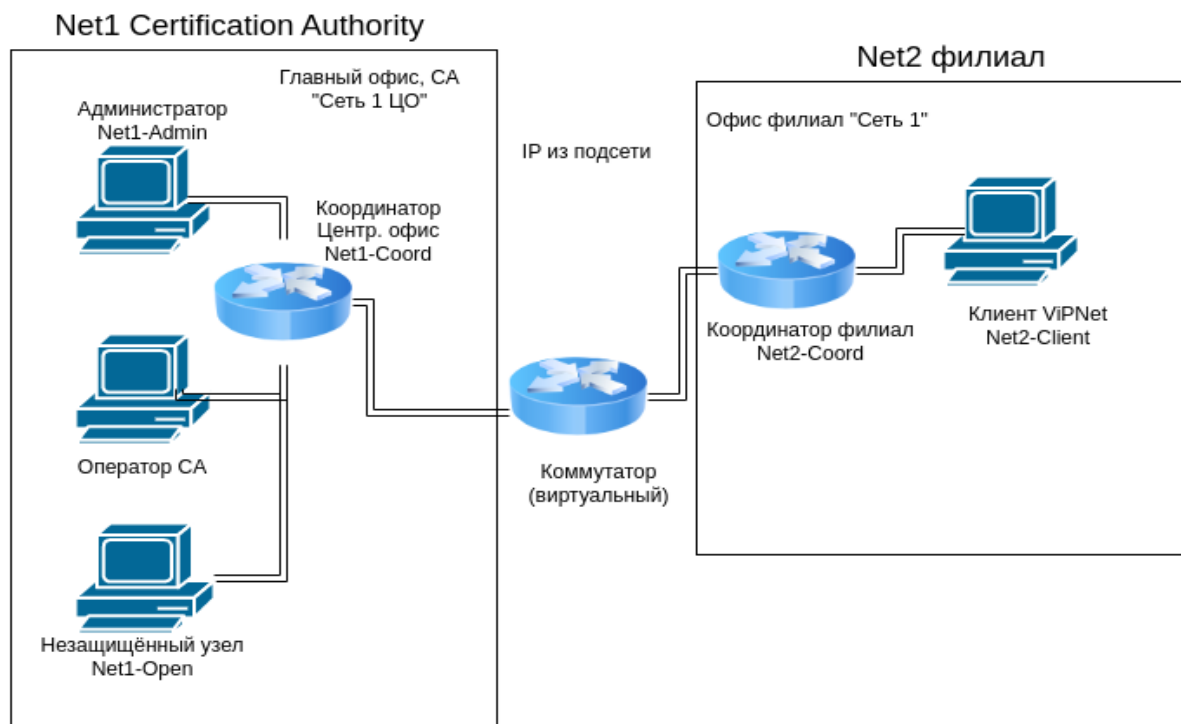 Net1 Certification Authority
Главный офис, CA
"Сеть 1 ЦО"
Администратор
Net1-Admin
Координатор
Центр. офис
Net1-Coord
Оператор CA
Незащищённый узел
Net1-Open
IP из подсети
Коммутатор
(виртуальный)
Net2 филиал
Офис филиал "Сеть 1"
Координатор филиал
Net2-Coord
Клиент ViPNet
Net2-Client